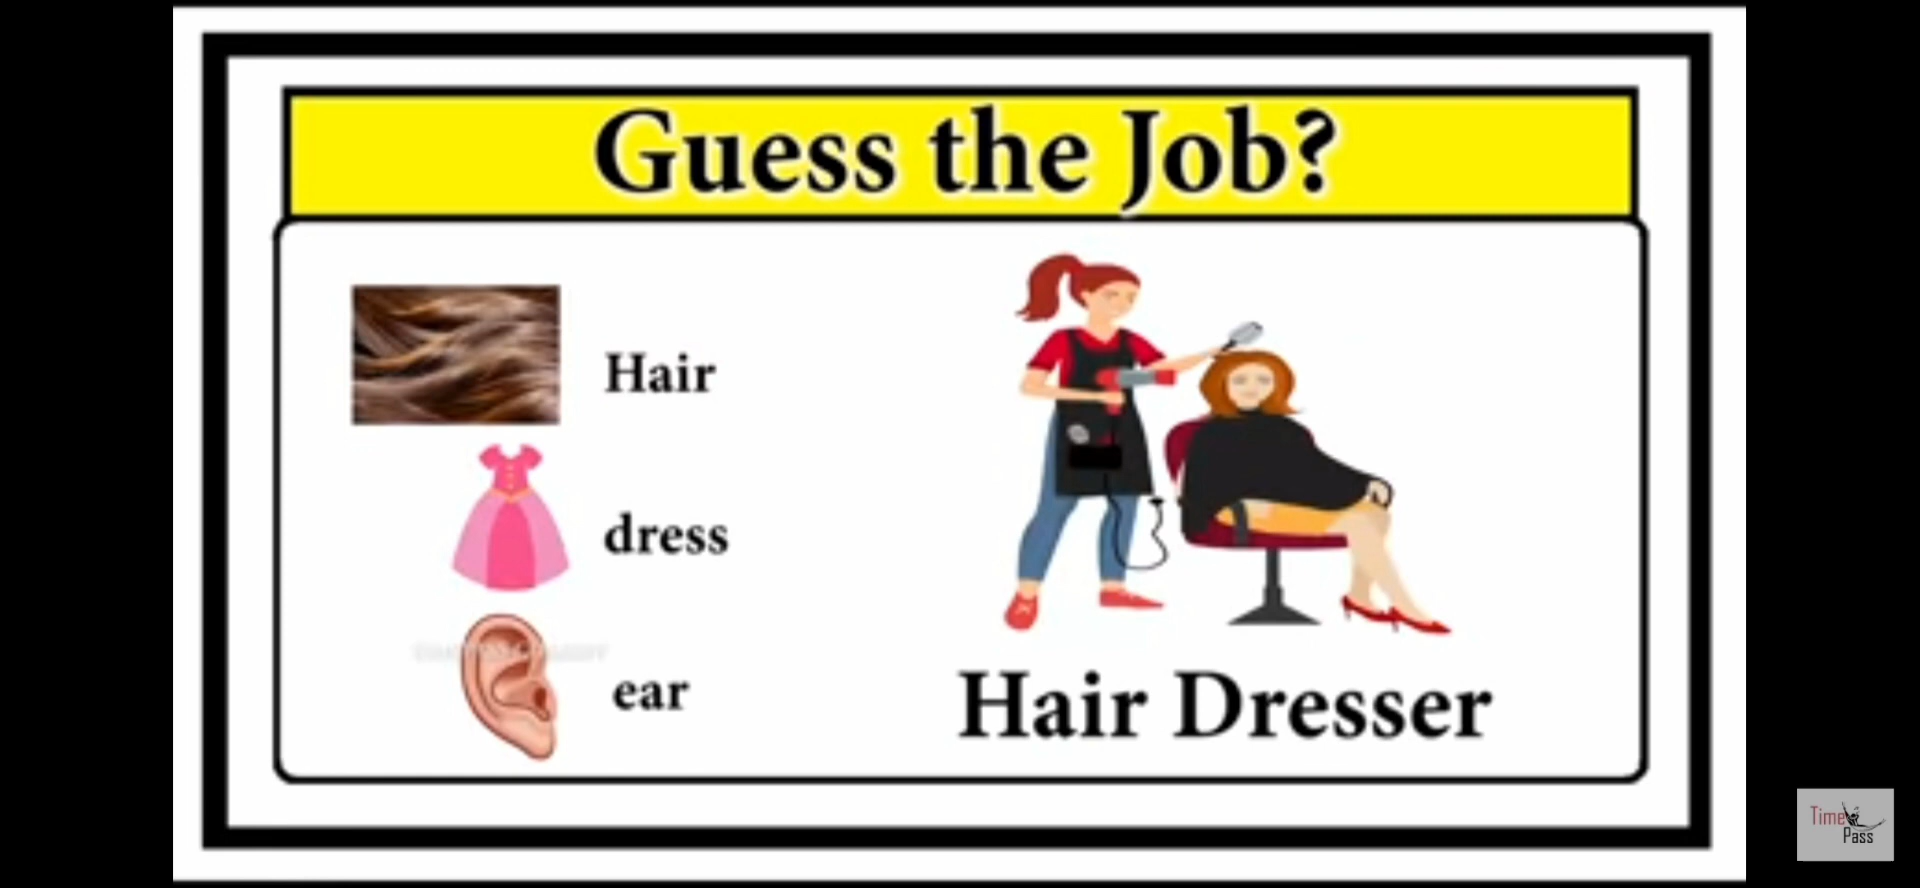 Guess the Job?
Hair
dress
ear
Hair Dresser
Time
Pass